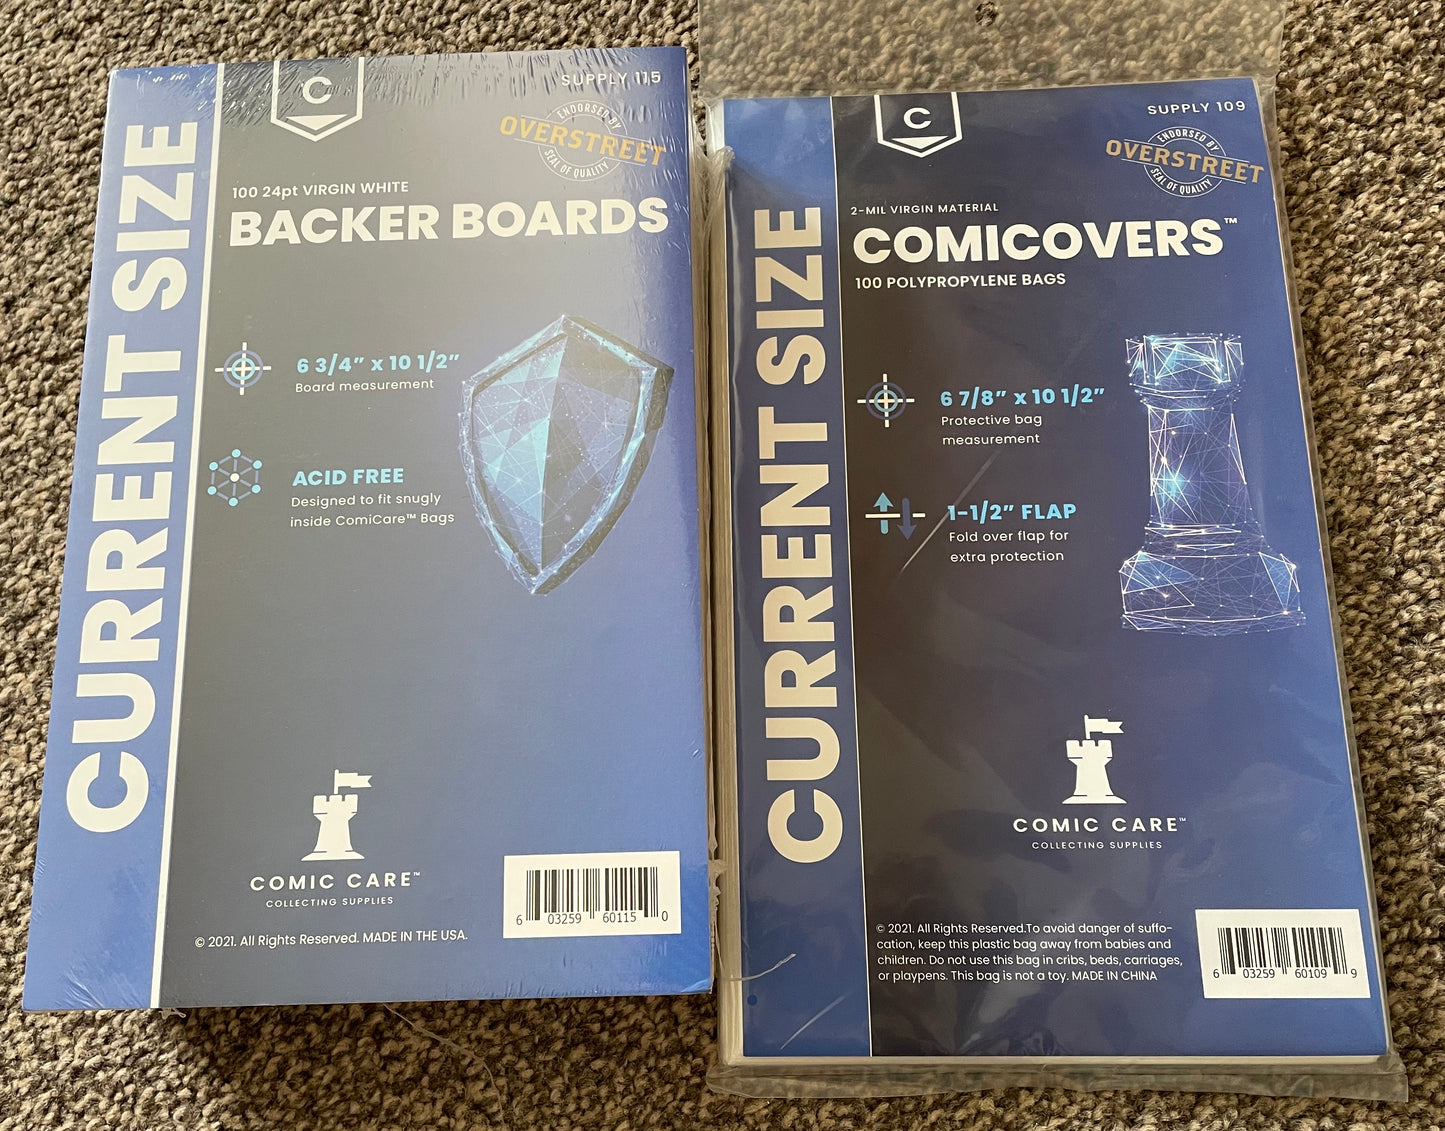 CURRENT SIZE
C
SUPPLY 115
ENDORSED BY
OVERSTREET
SEAL OF QUALITY
100 24pt VIRGIN WHITE
BACKER BOARDS
6 3/4” x 10 1/2”
Board measurement
ACID FREE
Designed to fit snugly
inside ComiCare™ Bags
COMIC CARE™
COLLECTING SUPPLIES
© 2021. All Rights Reserved. MADE IN THE USA.
6 03259 60115 0
CURRENT SIZE
C
SUPPLY 109
ENDORSED BY
OVERSTREET
SEAL OF QUALITY
2-MIL VIRGIN MATERIAL
COMICOVERS™
100 POLYPROPYLENE BAGS
6 7/8” x 10 1/2”
Protective bag
measurement
1-1/2” FLAP
Fold over flap for
extra protection
COMIC CARE™
COLLECTING SUPPLIES
© 2021. All Rights Reserved.To avoid danger of suffo-
cation, keep this plastic bag away from babies and
children. Do not use this bag in cribs, beds, carriages,
or playpens. This bag is not a toy. MADE IN CHINA
6 03259 60109 9